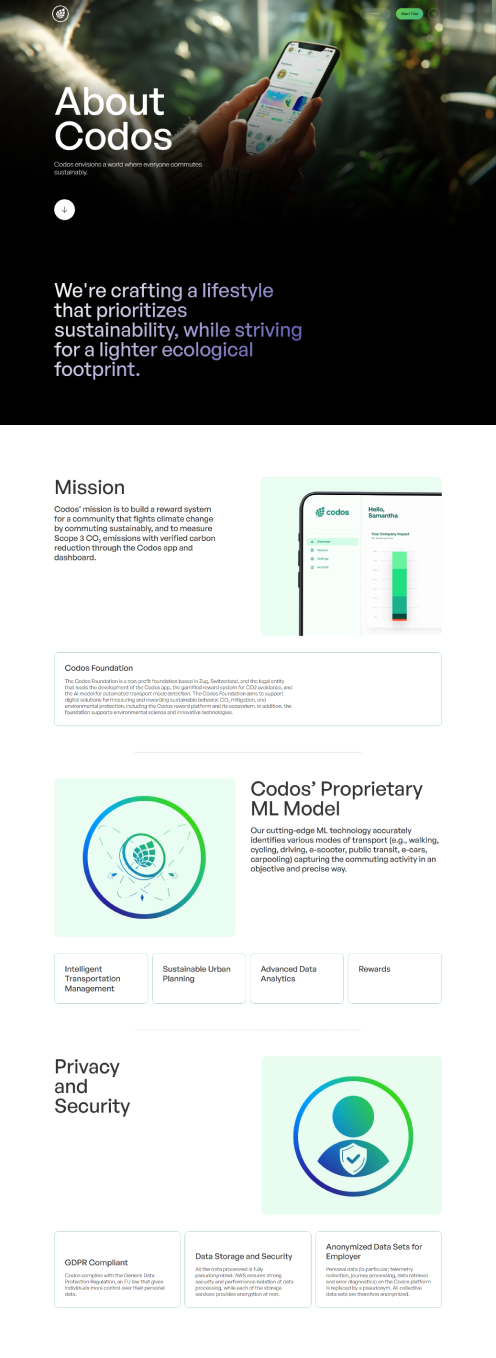 Start Trial
About
Codos
Codos envisions a world where everyone commutes
sustainably.
We're crafting a lifestyle
that prioritizes
sustainability, while striving
for a lighter ecological
footprint.
Mission
Codos' mission is to build a reward system
for a community that fights climate change
by commuting sustainably, and to measure
Scope 3 CO₂ emissions with verified carbon
reduction through the Codos app and
dashboard.
codos
Hello,
Samantha
Overview
Your Company Impact
Codos Foundation
The Codos Foundation is a non-profit foundation based in Zug, Switzerland, and the legal entity
that leads the development of the Codos app, the gamified reward system for CO2 avoidance, and
the AI model for automated transport mode detection. The Codos Foundation aims to support
digital solutions for measuring and rewarding sustainable behavior, CO₂ mitigation, and
environmental protection, including the Codos reward platform and its ecosystem. In addition, the
foundation supports environmental science and innovative technologies.
Codos' Proprietary
ML Model
Our cutting-edge ML technology accurately
identifies various modes of transport (e.g., walking,
cycling, driving, e-scooter, public transit, e-cars,
carpooling) capturing the commuting activity in an
objective and precise way.
Intelligent
Transportation
Management
Sustainable Urban
Planning
Advanced Data
Analytics
Rewards
Privacy
and
Security
GDPR Compliant
Codos complies with the General Data
Protection Regulation, an EU law that gives
individuals more control over their personal
data.
Data Storage and Security
All the data processed is fully
pseudonymized. AWS ensures strong
security and performance isolation of data
processing, while each of the storage
services provides encryption at rest.
Anonymized Data Sets for
Employer
Personal data (in particular: telemetry
collection, journey processing, data retrieval
and error diagnostics) on the Codos platform
is replaced by a pseudonym. All collective
data sets are therefore anonymized.